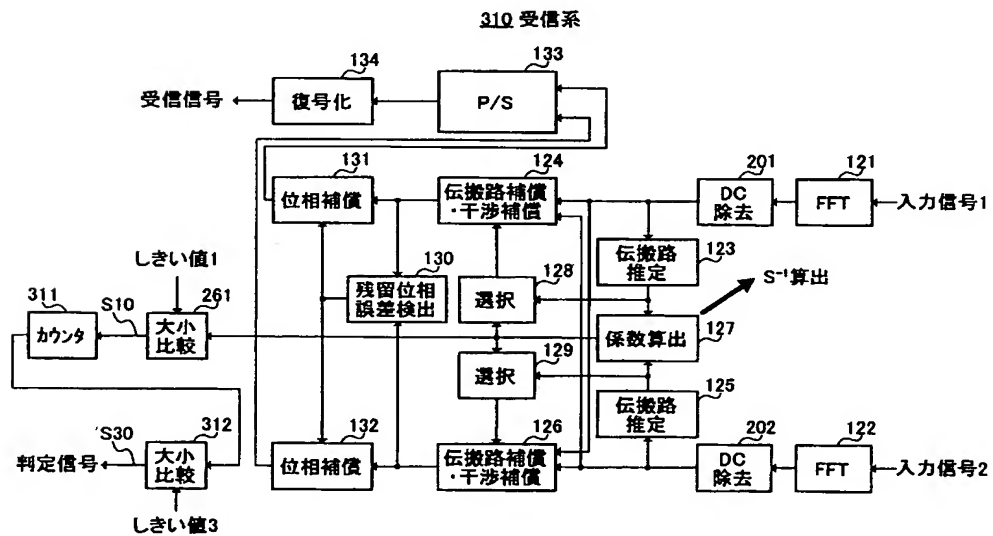 310 受信系
134
133
受信信号
復号化
P/S
131
124
201
121
位相補償
伝搬路補償
・干渉補償
DC
除去
FFT
入力信号1
123
伝搬路
推定
しきい値1
130
残留位相
誤差検出
128
選択
S⁻¹算出
311
S10
261
カウンタ
大小
比較
127
係数算出
129
選択
125
伝搬路
推定
S30
312
132
126
202
122
判定信号
大小
比較
位相補償
伝搬路補償
・干渉補償
DC
除去
FFT
入力信号2
しきい値3